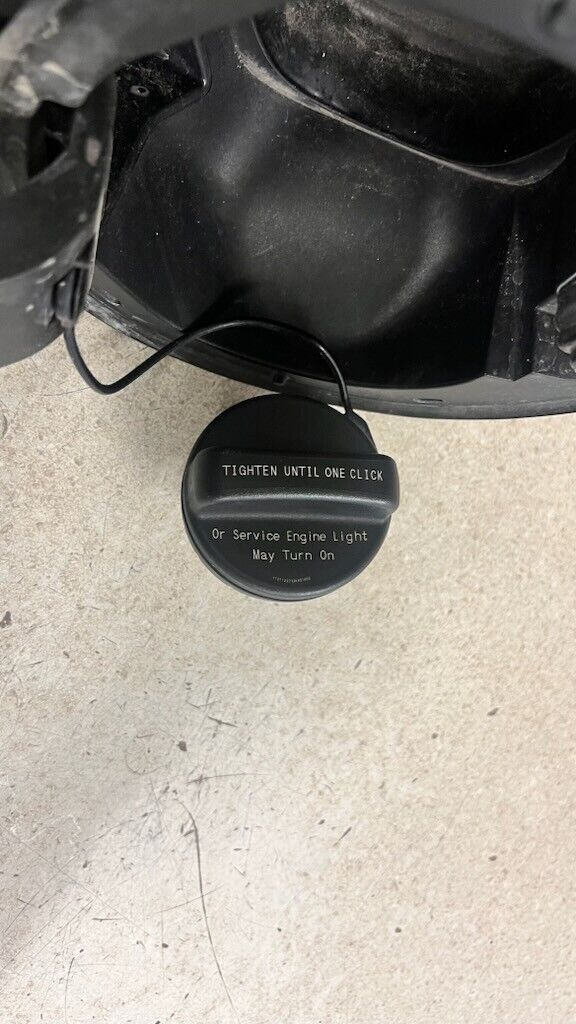 TIGHTEN UNTIL ONE CLICK
Or Service Engine Light
May Turn On